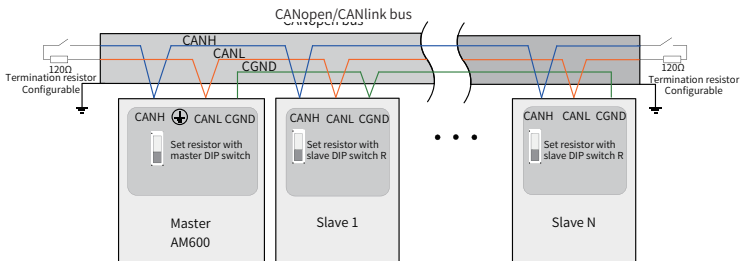 CANopen/CANlink bus
CANopen bus
CANH
CANL
CGND
120Ω
Termination resistor
Configurable
120Ω
Termination resistor
Configurable
CANH CANL CGND
Set resistor with
master DIP switch
CANH CANL CGND
Set resistor with
slave DIP switch R
CANH CANL CGND
Set resistor with
slave DIP switch R
Master
AM600
Slave 1
Slave N